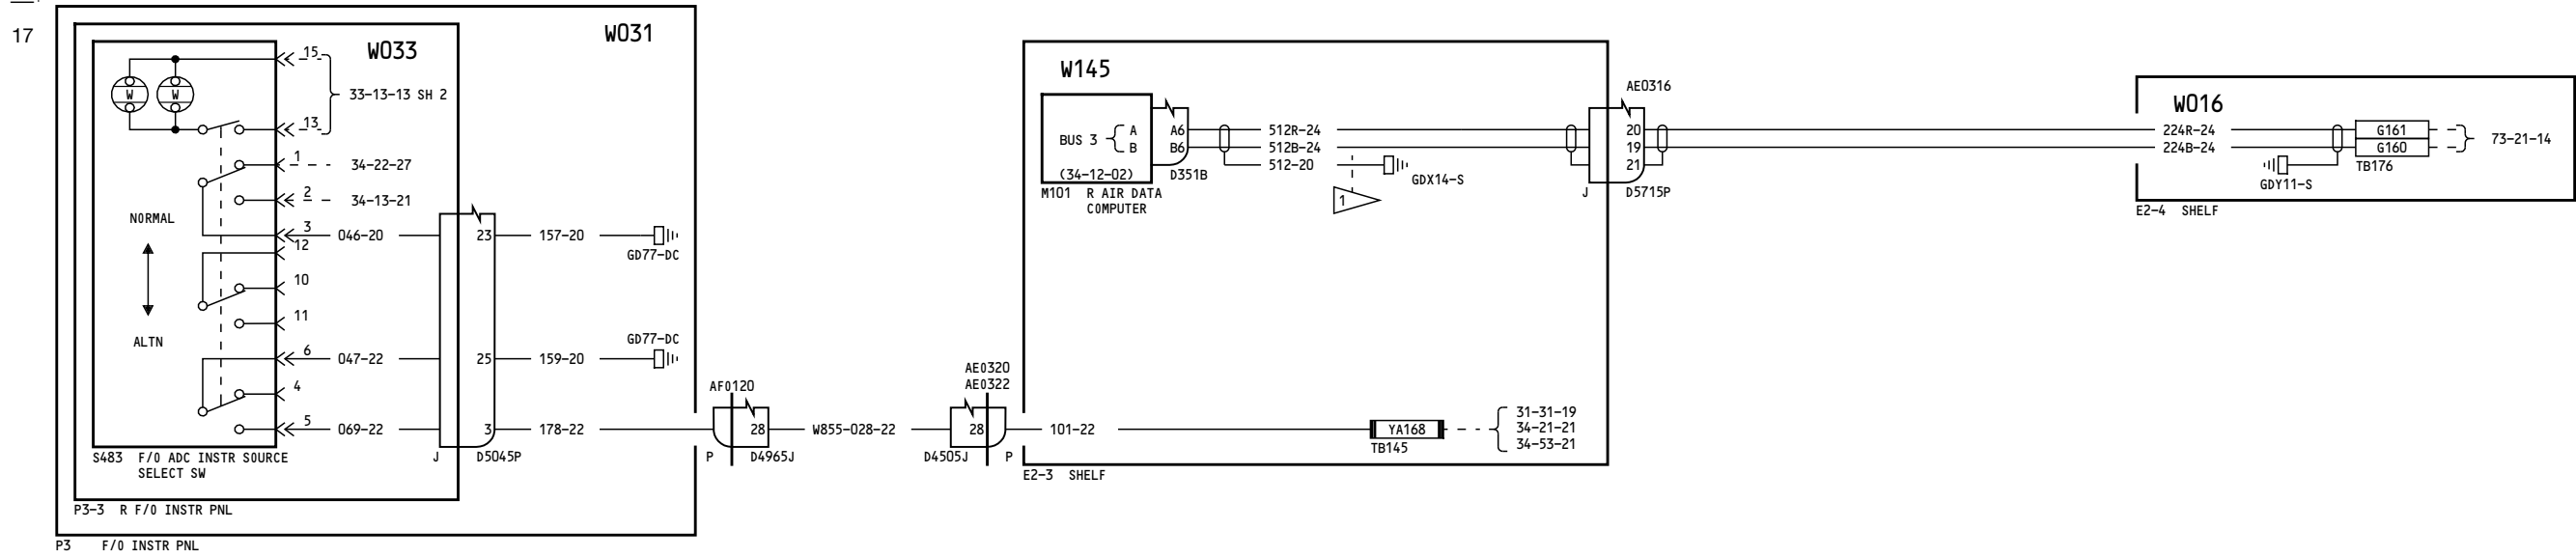 17
W033
W031
15
33-13-13 SH 2
W
W
13
1
34-22-27
2
34-13-21
NORMAL
3
046-20
23
157-20
GD77-DC
12
10
11
ALTN
6
047-22
25
159-20
GD77-DC
4
5
069-22
3
178-22
S483 F/O ADC INSTR SOURCE
SELECT SW
J
D5045P
P3-3 R F/O INSTR PNL
P3 F/O INSTR PNL
AF0120
28
P
D4965J
W855-028-22
AE0320
AE0322
28
D4505J
P
101-22
W145
BUS 3
A
B
A6
B6
(34-12-02)
D351B
M101 R AIR DATA
COMPUTER
512R-24
512B-24
512-20
GDX14-S
1
AE0316
20
19
21
J
D5715P
YA168
TB145
31-31-19
34-21-21
34-53-21
E2-3 SHELF
W016
224R-24
224B-24
GDY11-S
G161
G160
TB176
73-21-14
E2-4 SHELF